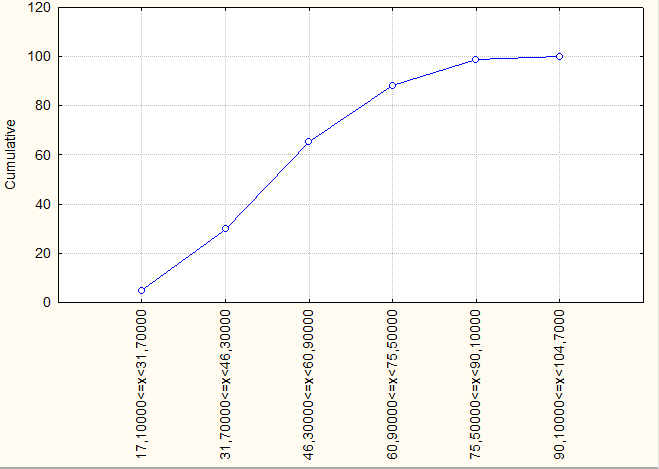 120
100
80
60
40
20
0
Cumulative
17,10000<=x<31,70000
31,70000<=x<46,30000
46,30000<=x<60,90000
60,90000<=x<75,50000
75,50000<=x<90,10000
90,10000<=x<104,7000